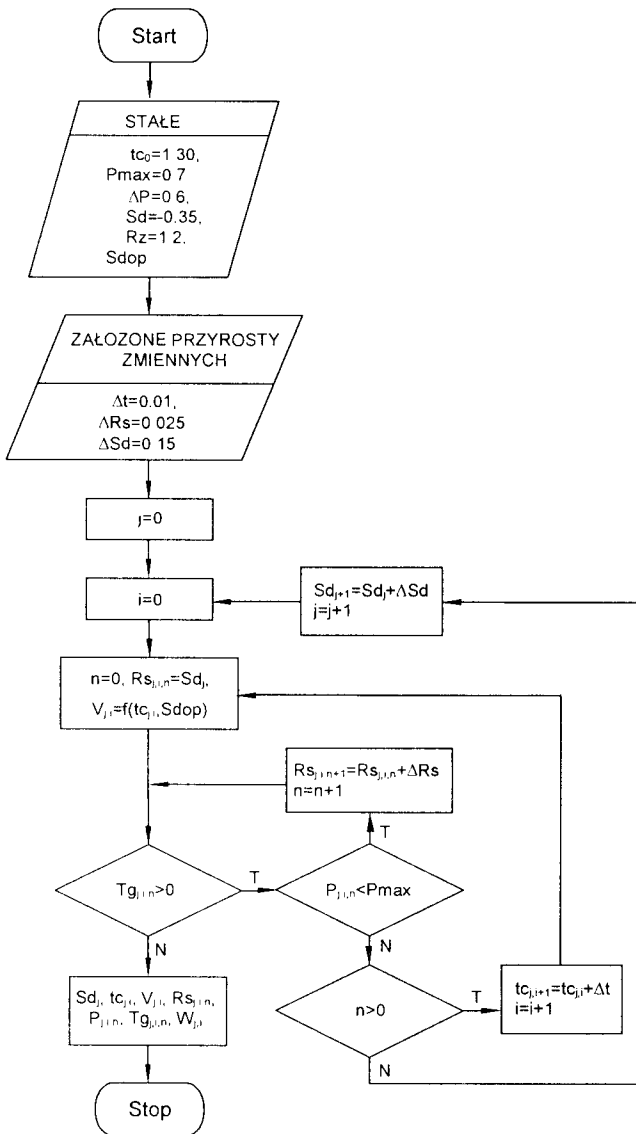 Start
STAŁE
tc₀=1 30,
Pmax=0 7
ΔP=0 6,
Sd=-0.35,
Rz=1 2.
Sdop
ZAŁOZONE PRZYROSTY
ZMIENNYCH
Δt=0.01,
ΔRs=0 025
ΔSd=0 15
j=0
i=0
Sdⱼ₊₁=Sdⱼ+ΔSd
j=j+1
n=0, Rsⱼ,ᵢ,ₙ=Sdⱼ,
Vⱼ,ᵢ=f(tcⱼ,ᵢ,Sdop)
Rsⱼ,ᵢ,ₙ₊₁=Rsⱼ,ᵢ,ₙ+ΔRs
n=n+1
T
Tgⱼ,ᵢ,ₙ>0
T
Pⱼ,ᵢ,ₙ<Pmax
N
N
Sdⱼ, tcⱼ,ᵢ, Vⱼ,ᵢ, Rsⱼ,ᵢ,ₙ,
Pⱼ,ᵢ,ₙ, Tgⱼ,ᵢ,ₙ, Wⱼ,ᵢ
n>0
T
tcⱼ,ᵢ₊₁=tcⱼ,ᵢ+Δt
i=i+1
N
Stop